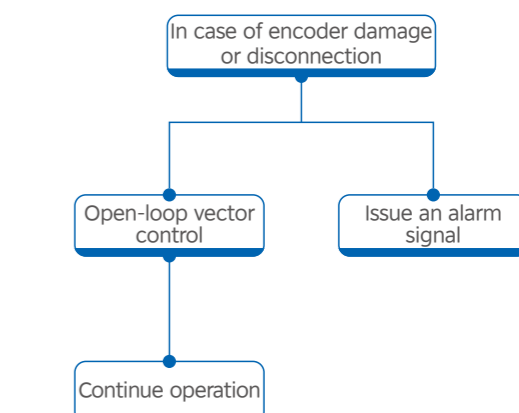 In case of encoder damage
or disconnection
Open-loop vector
control
Issue an alarm
signal
Continue operation